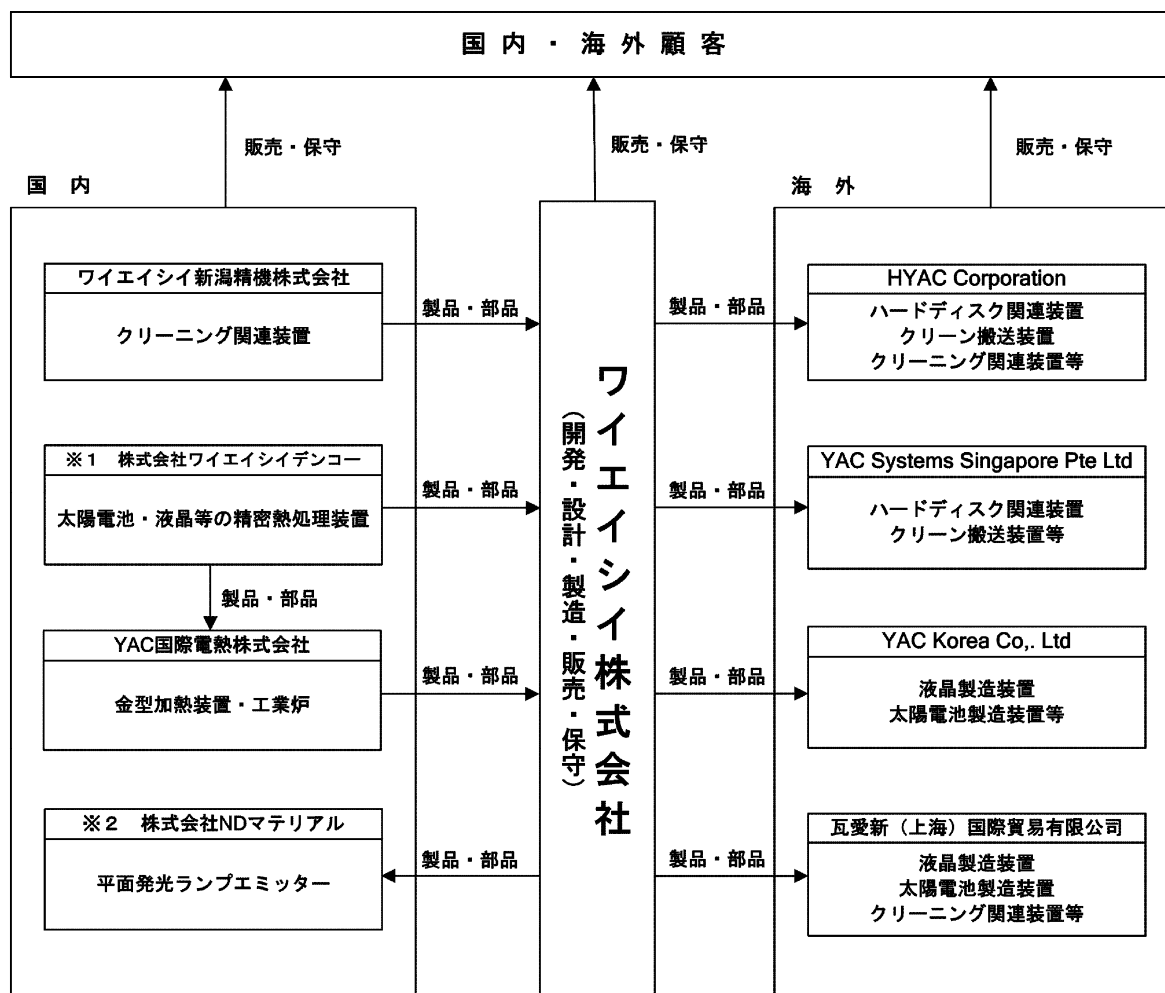 国内・海外顧客
販売・保守
販売・保守
販売・保守
国内
海外
ワイエイシイ新潟精機株式会社
クリーニング関連装置
製品・部品
※1 株式会社ワイエイシイデンコー
太陽電池・液晶等の精密熱処理装置
製品・部品
製品・部品
YAC国際電熱株式会社
金型加熱装置・工業炉
製品・部品
※2 株式会社NDマテリアル
平面発光ランプエミッター
製品・部品
ワイエイシイ株式会社
（開発・設計・製造・販売・保守）
製品・部品
HYAC Corporation
ハードディスク関連装置
クリーン搬送装置
クリーニング関連装置等
製品・部品
YAC Systems Singapore Pte Ltd
ハードディスク関連装置
クリーン搬送装置等
製品・部品
YAC Korea Co,. Ltd
液晶製造装置
太陽電池製造装置等
製品・部品
瓦愛新（上海）国際貿易有限公司
液晶製造装置
太陽電池製造装置
クリーニング関連装置等